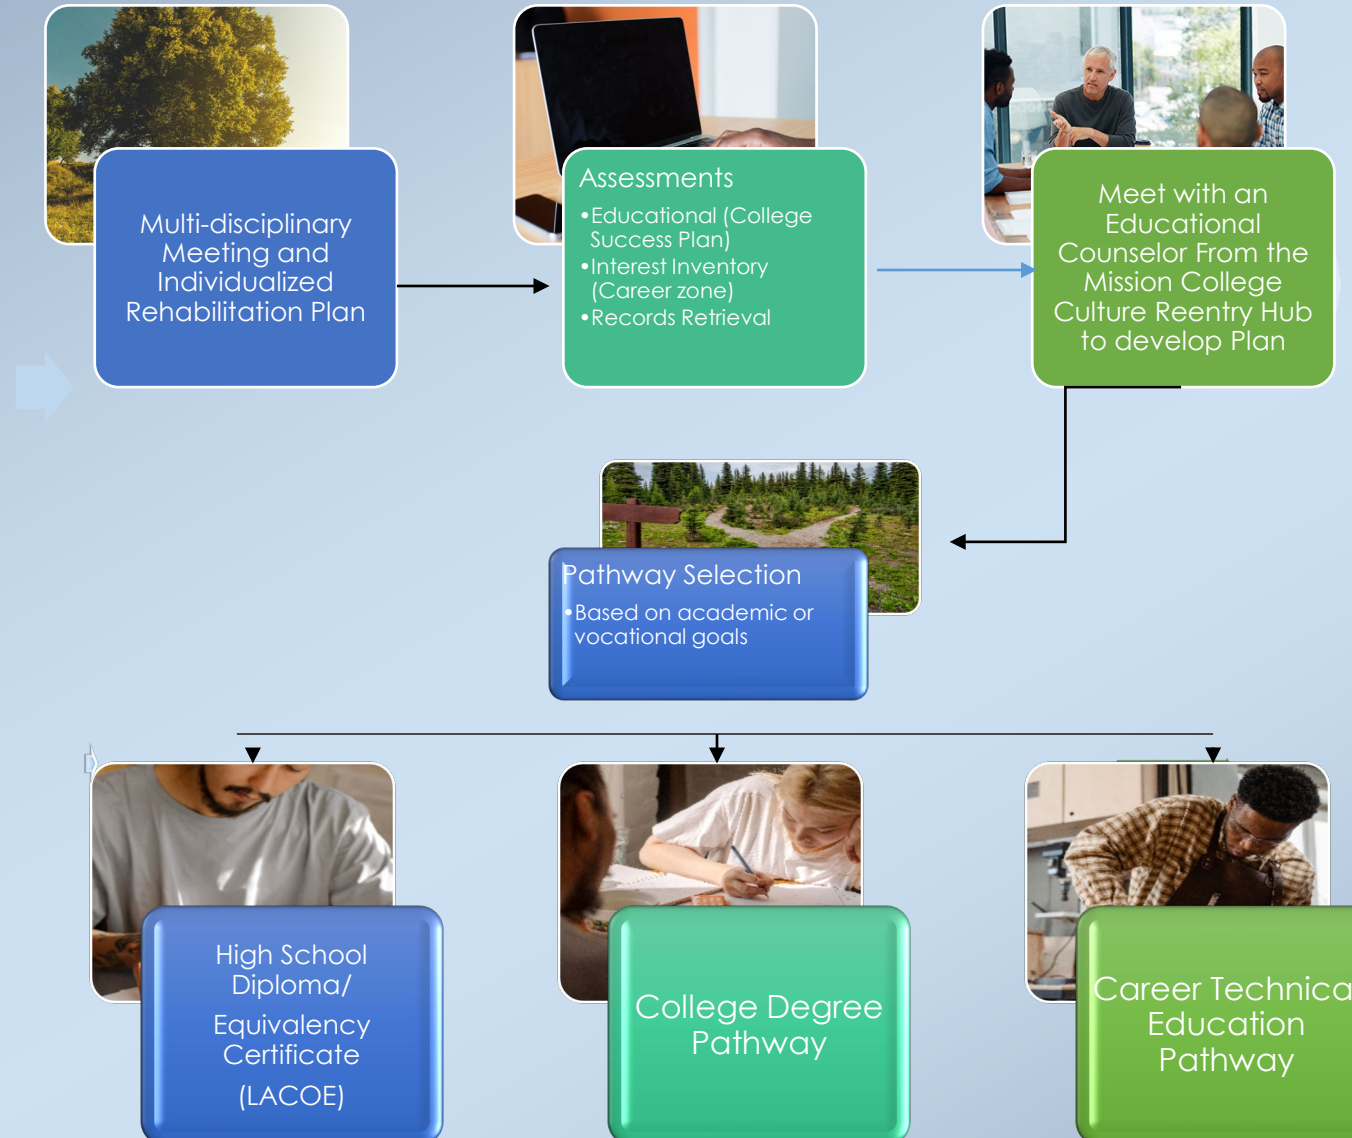 Multi-disciplinary
Meeting and
Individualized
Rehabilitation Plan
Assessments
•Educational (College
Success Plan)
•Interest Inventory
(Career zone)
•Records Retrieval
Meet with an
Educational
Counselor From the
Mission College
Culture Reentry Hub
to develop Plan
Pathway Selection
•Based on academic or
vocational goals
High School
Diploma/
Equivalency
Certificate
(LACOE)
College Degree
Pathway
Career Technica
Education
Pathway